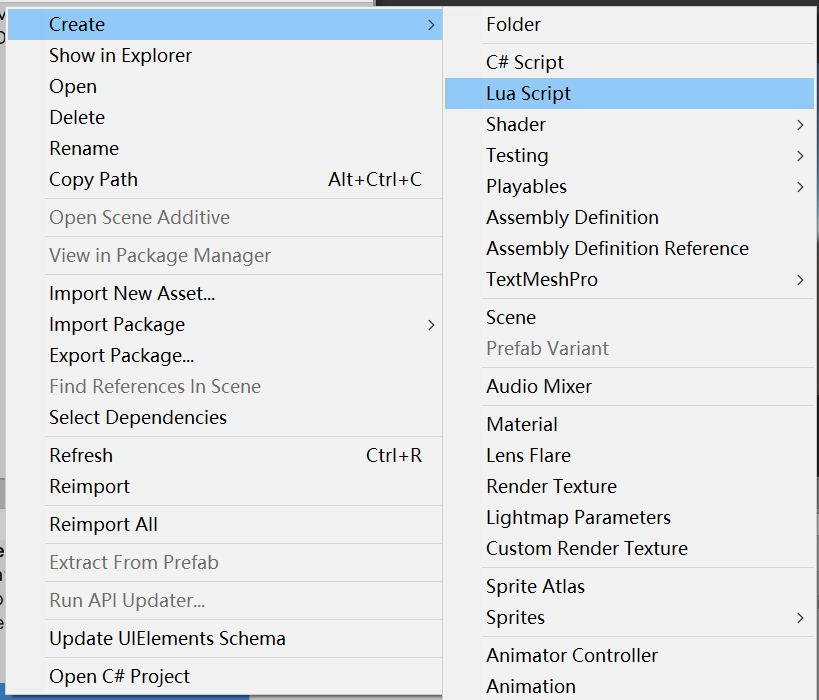 Create
Show in Explorer
Open
Delete
Rename
Copy Path Alt+Ctrl+C
Open Scene Additive
View in Package Manager
Import New Asset...
Import Package
Export Package...
Find References In Scene
Select Dependencies
Refresh Ctrl+R
Reimport
Reimport All
Extract From Prefab
Run API Updater...
Update UIElements Schema
Open C# Project
Folder
C# Script
Lua Script
Shader
Testing
Playables
Assembly Definition
Assembly Definition Reference
TextMeshPro
Scene
Prefab Variant
Audio Mixer
Material
Lens Flare
Render Texture
Lightmap Parameters
Custom Render Texture
Sprite Atlas
Sprites
Animator Controller
Animation